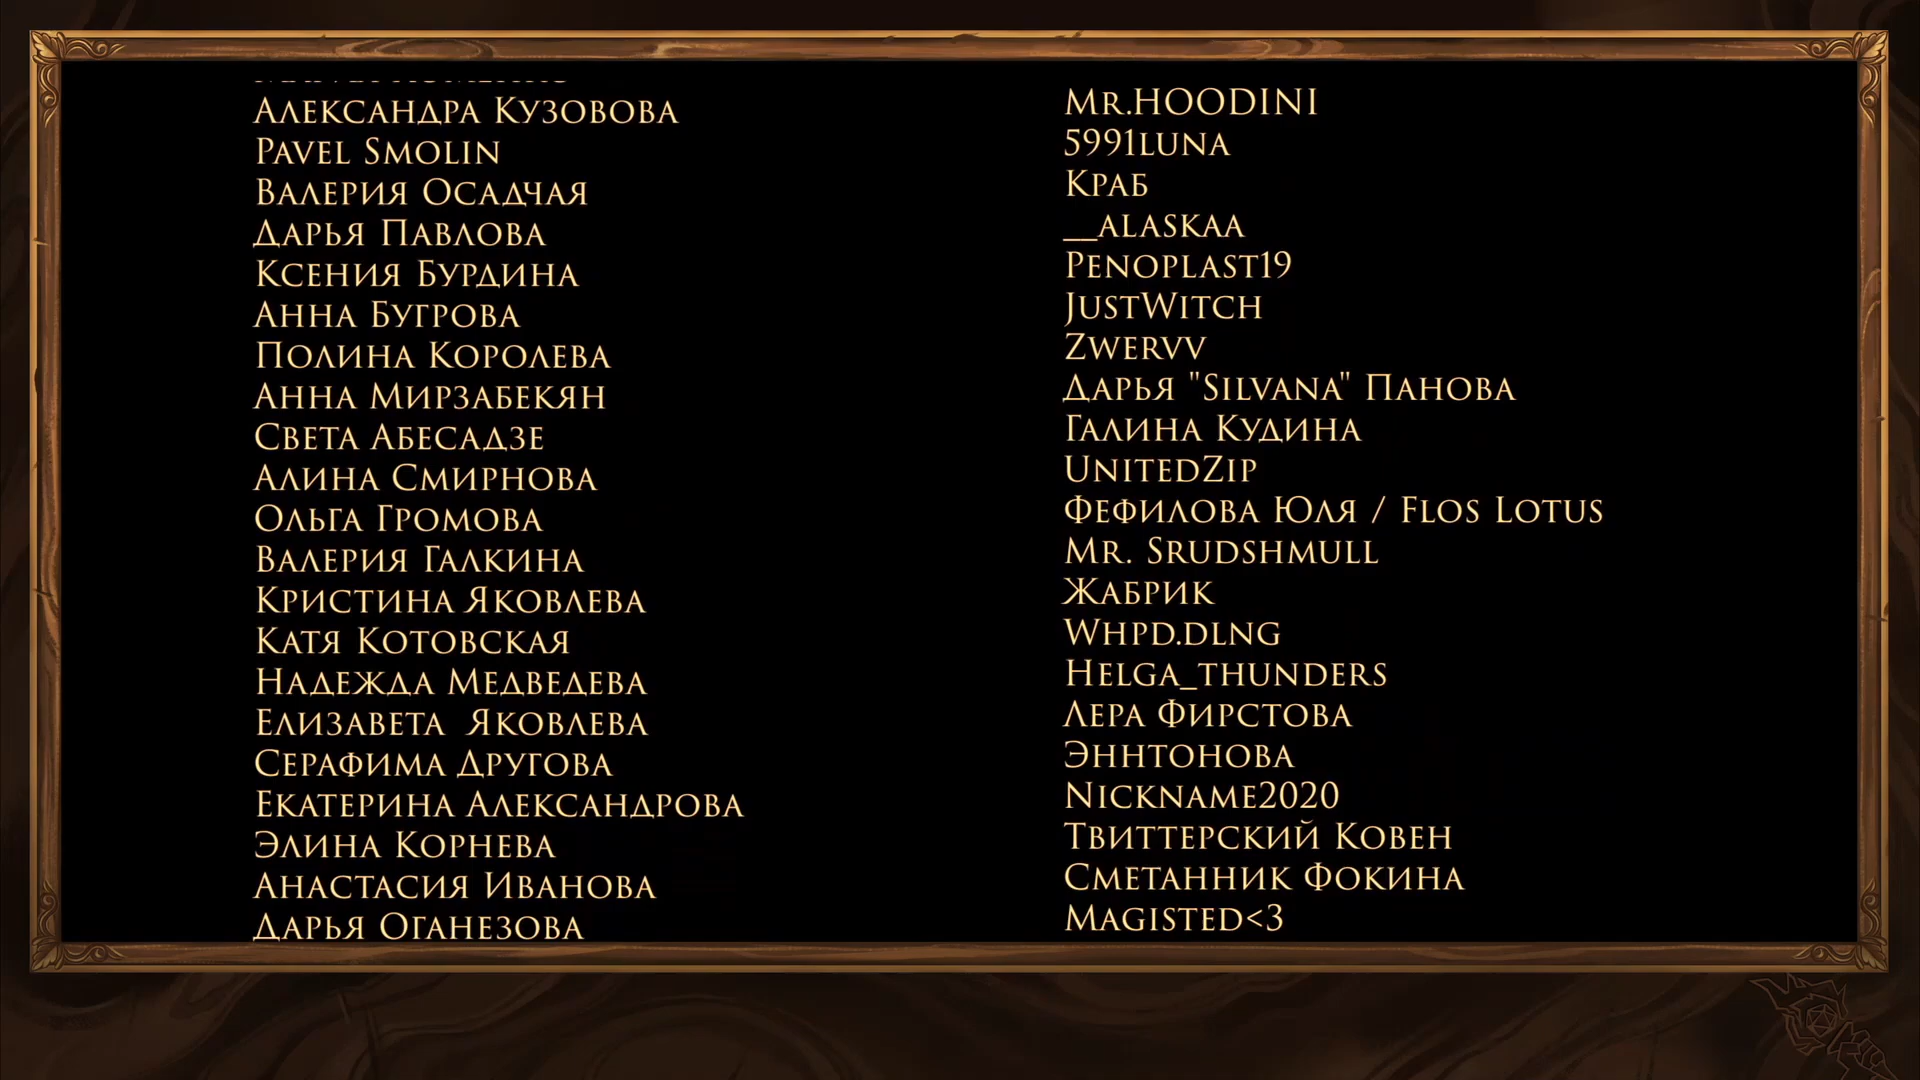 Александра Кузовова
Pavel Smolin
Валерия Осадчая
Дарья Павлова
Ксения Бурдина
Анна Бугрова
Полина Королева
Анна Мирзабекян
Света Абесадзе
Алина Смирнова
Ольга Громова
Валерия Галкина
Кристина Яковлева
Катя Котовская
Надежда Медведева
Елизавета  Яковлева
Серафима Другова
Екатерина Александрова
Элина Корнева
Анастасия Иванова
Дарья Оганезова
Mr.HOODINI
5991luna
Краб
__alaskaa
Penoplast19
JustWitch
Zwervv
Дарья "Silvana" Панова
Галина Кудина
UnitedZip
Фефилова Юля / Flos Lotus
Mr. Srudshmull
Жабрик
Whpd.dlng
Helga_thunders
Лера Фирстова
Эннтонова
Nickname2020
Твиттерский Ковен
Сметанник Фокина
Magisted<3